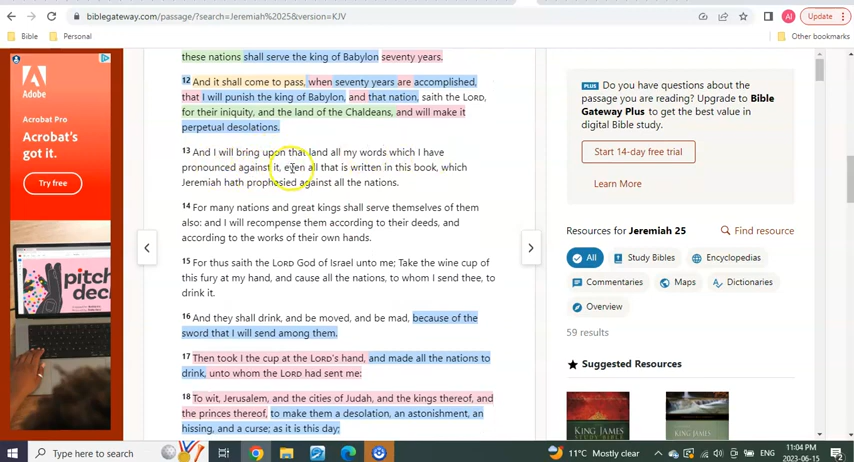 biblegateway.com/passage/?search=Jeremiah%2025&version=KJV
AI
Update
Bible
Personal
Other bookmarks
these nations shall serve the king of Babylon seventy years.
12 And it shall come to pass, when seventy years are accomplished,
that I will punish the king of Babylon, and that nation, saith the LORD,
for their iniquity, and the land of the Chaldeans, and will make it
perpetual desolations.
13 And I will bring upon that land all my words which I have
pronounced against it, even all that is written in this book, which
Jeremiah hath prophesied against all the nations.
14 For many nations and great kings shall serve themselves of them
also: and I will recompense them according to their deeds, and
according to the works of their own hands.
15 For thus saith the LORD God of Israel unto me; Take the wine cup of
this fury at my hand, and cause all the nations, to whom I send thee, to
drink it.
16 And they shall drink, and be moved, and be mad, because of the
sword that I will send among them.
17 Then took I the cup at the LORD's hand, and made all the nations to
drink, unto whom the LORD had sent me:
18 To wit, Jerusalem, and the cities of Judah, and the kings thereof, and
the princes thereof, to make them a desolation, an astonishment, an
hissing, and a curse; as it is this day;
Adobe
Acrobat Pro
Acrobat's
got it.
Try free
pitch
deck
PLUS Do you have questions about the
passage you are reading? Upgrade to Bible
Gateway Plus to get the best value in
digital Bible study.
Start 14-day free trial
Learn More
Resources for Jeremiah 25
Find resource
All
Study Bibles
Encyclopedias
Commentaries
Maps
Dictionaries
Overview
59 results
Suggested Resources
KING JAMES
KING JAMES
Type here to search
11°C Mostly clear
11:04 PM
2023-06-15
2